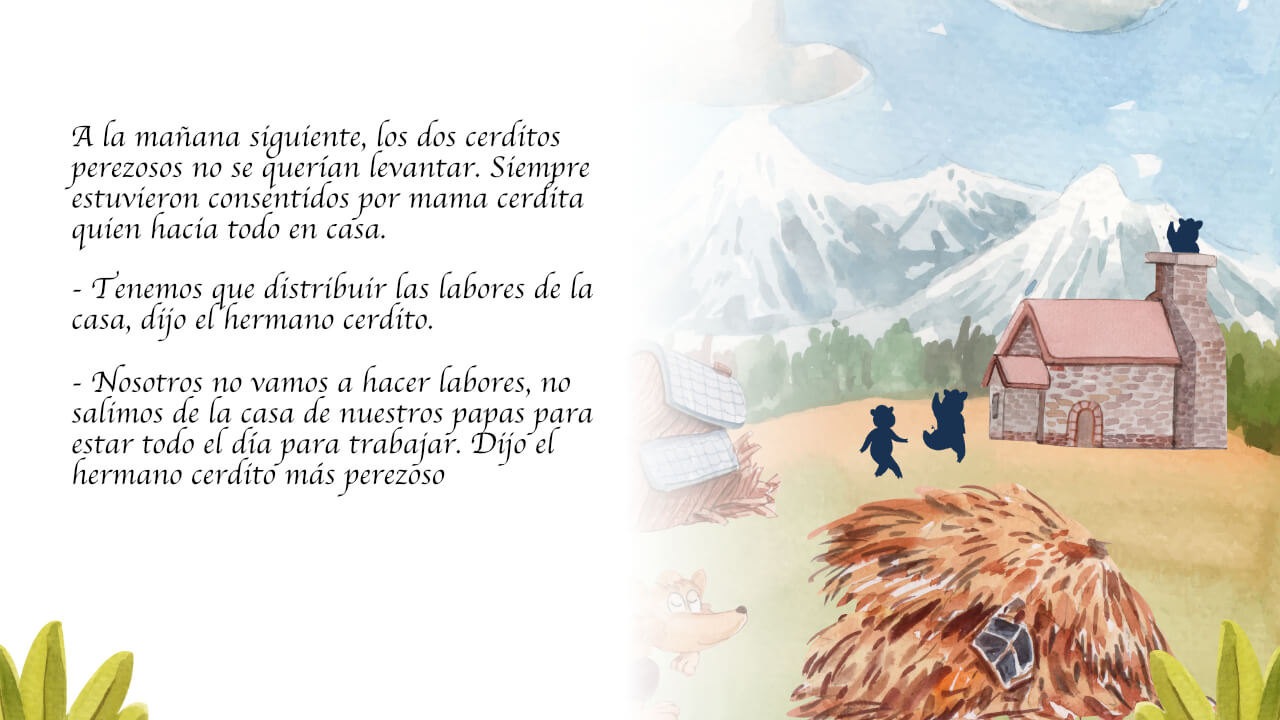 A la mañana siguiente, los dos cerditos
perezosos no se querían levantar. Siempre
estuvieron consentidos por mama cerdita
quien hacía todo en casa.
- Tenemos que distribuir las labores de la
casa, dijo el hermano cerdito.
- Nosotros no vamos a hacer labores, no
salimos de la casa de nuestros papas para
estar todo el día para trabajar. Dijo el
hermano cerdito más perezoso